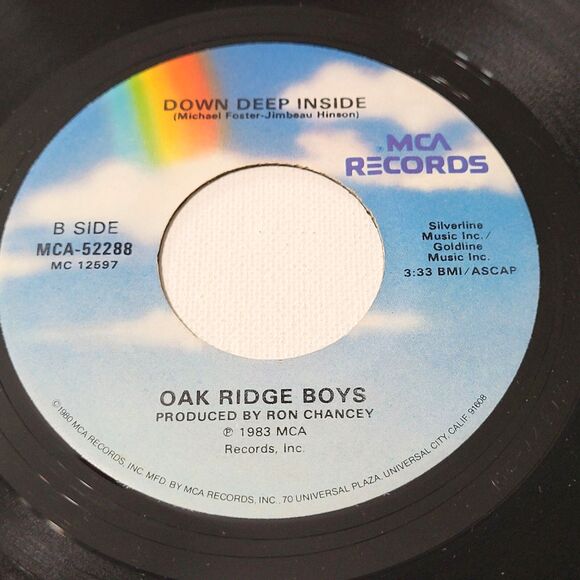 DOWN DEEP INSIDE
(Michael Foster-Jimbeau Hinson)
MCA
RECORDS
B SIDE
MCA-52288
MC 12597
Silverline
Music Inc./
Goldline
Music Inc.
3:33 BMI/ASCAP
OAK RIDGE BOYS
PRODUCED BY RON CHANCEY
℗ 1983 MCA
Records, Inc.
©1980 MCA RECORDS, INC. MFD. BY MCA RECORDS, INC., 70 UNIVERSAL PLAZA, UNIVERSAL CITY, CALIF. 91608